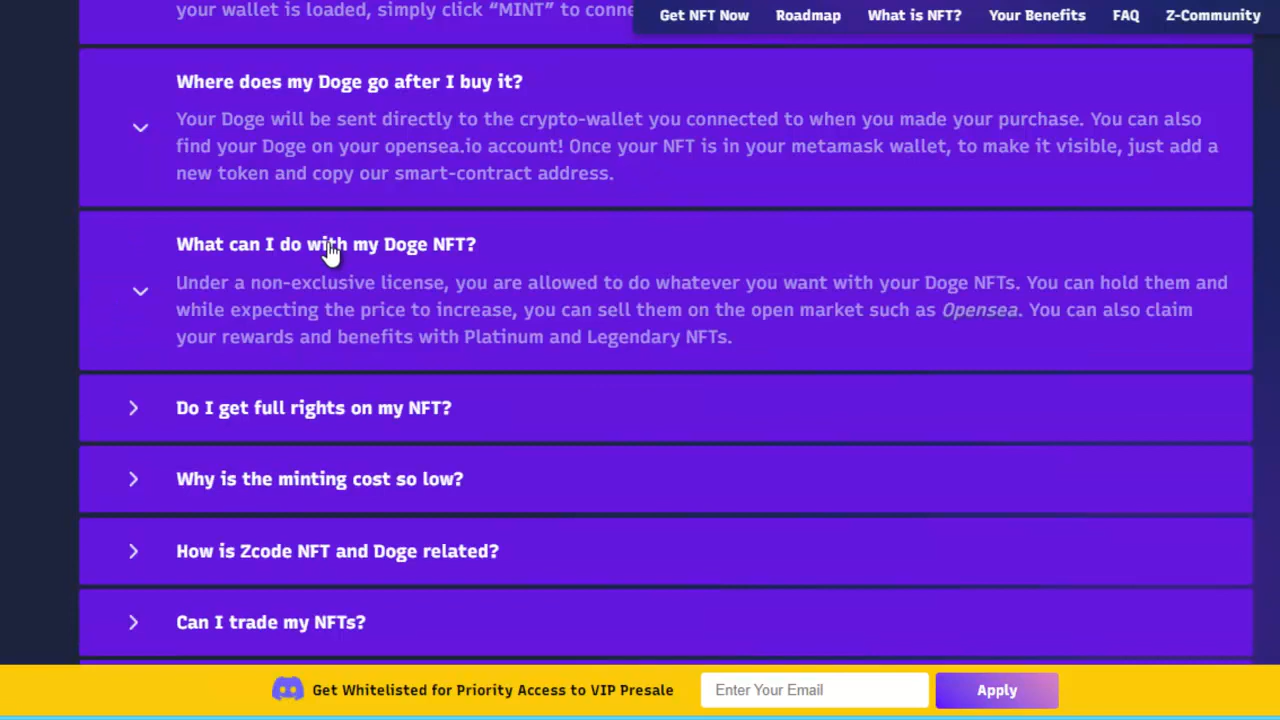 your wallet is loaded, simply click “MINT” to conne
Get NFT Now Roadmap What is NFT? Your Benefits FAQ Z-Community
Where does my Doge go after I buy it?
Your Doge will be sent directly to the crypto-wallet you connected to when you made your purchase. You can also
find your Doge on your opensea.io account! Once your NFT is in your metamask wallet, to make it visible, just add a
new token and copy our smart-contract address.
What can I do with my Doge NFT?
Under a non-exclusive license, you are allowed to do whatever you want with your Doge NFTs. You can hold them and
while expecting the price to increase, you can sell them on the open market such as Opensea. You can also claim
your rewards and benefits with Platinum and Legendary NFTs.
Do I get full rights on my NFT?
Why is the minting cost so low?
How is Zcode NFT and Doge related?
Can I trade my NFTs?
Get Whitelisted for Priority Access to VIP Presale Enter Your Email Apply